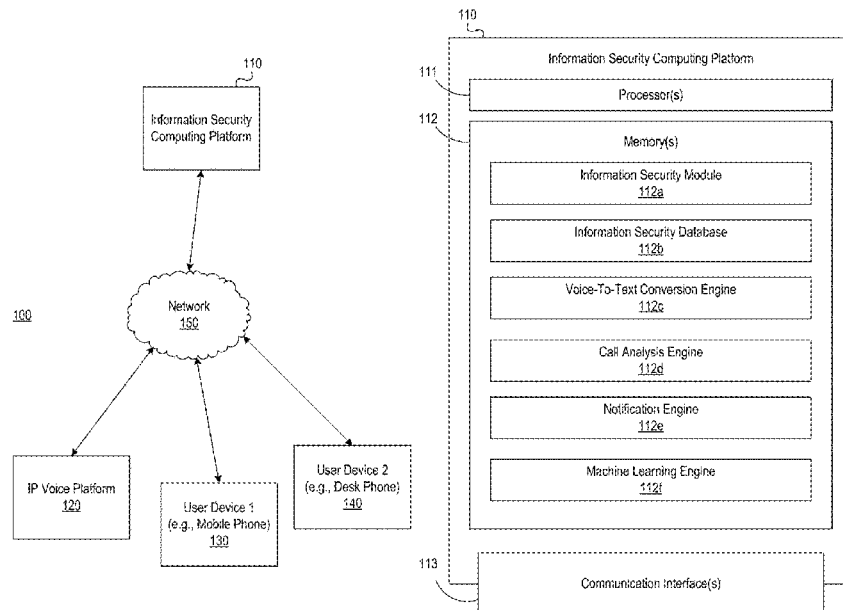 110
Information Security
Computing Platform
Network
150
100
IP Voice Platform
120
User Device 1
(e.g., Mobile Phone)
130
User Device 2
(e.g., Desk Phone)
140
110
Information Security Computing Platform
111
Processor(s)
112
Memory(s)
Information Security Module
112a
Information Security Database
112b
Voice-To-Text Conversion Engine
112c
Call Analysis Engine
112d
Notification Engine
112e
Machine Learning Engine
112f
113
Communication Interface(s)